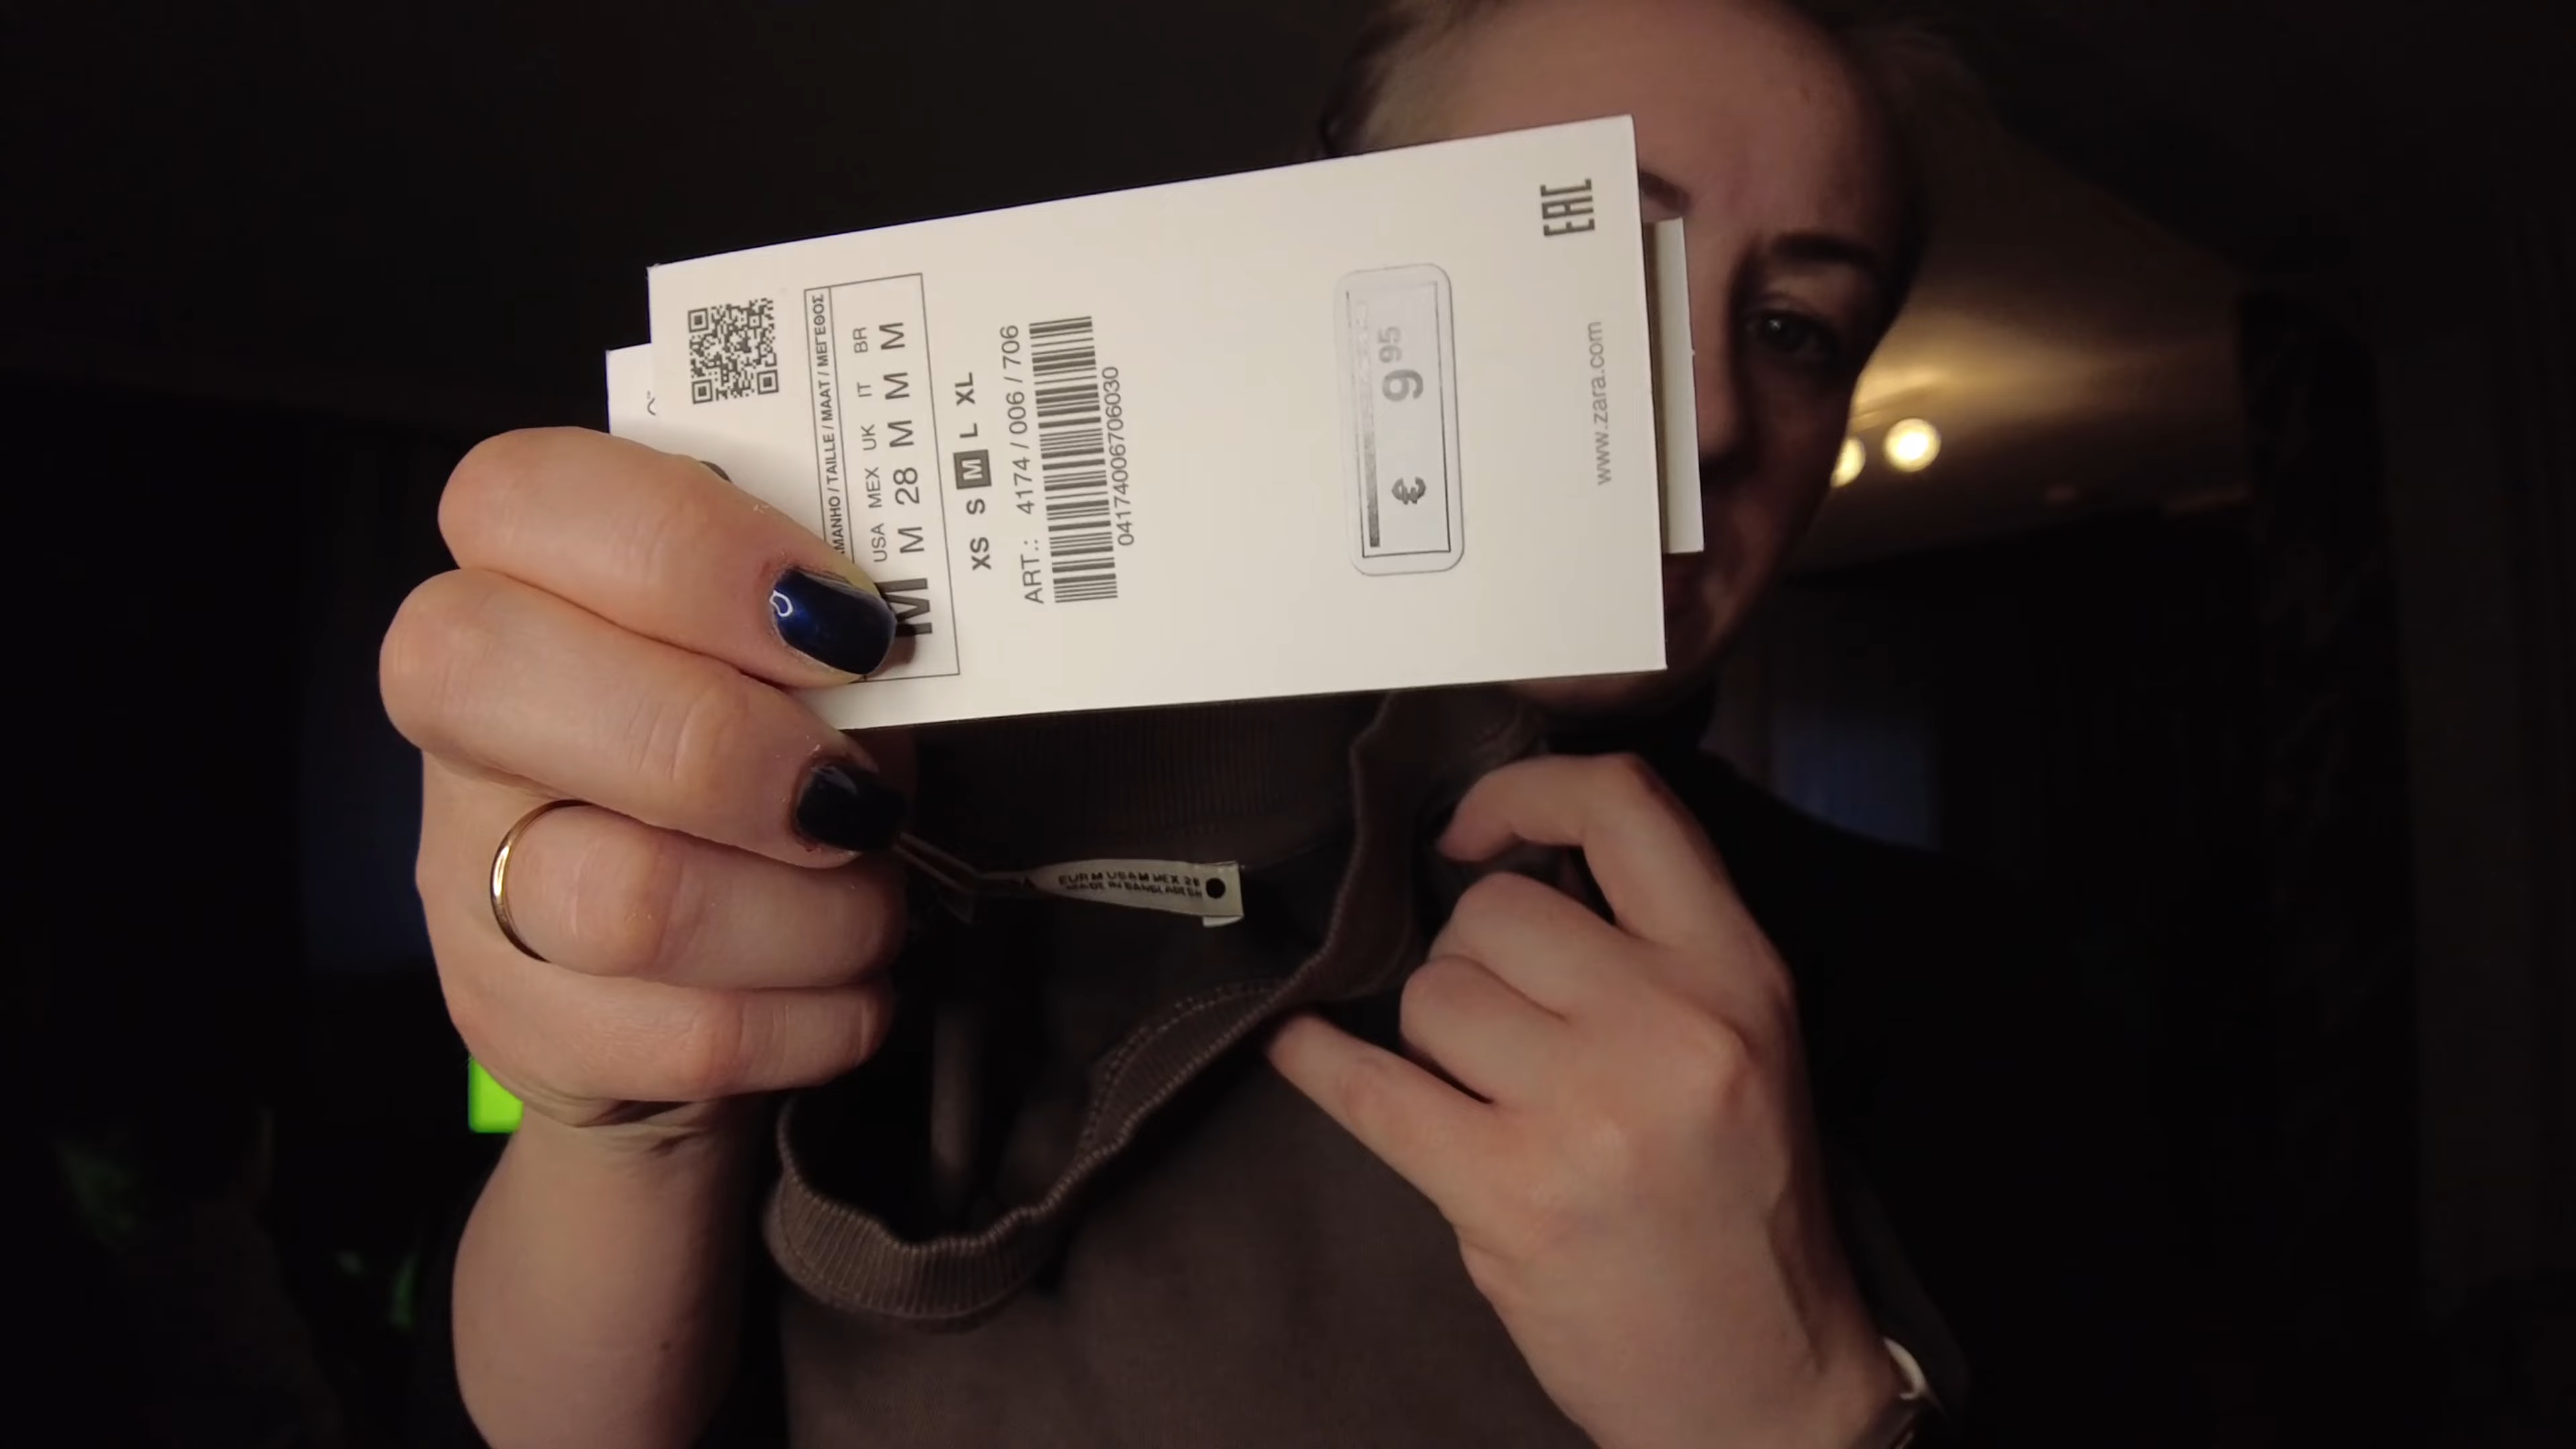 MANHO / TAILLE / MAAT / ΜΕΓΕΘΟΣ
USA MEX UK IT BR
M M 28 M M M
XS S M L XL
ART.: 4174 / 006 / 706
04174006706030
€ 9 95
www.zara.com
EAC
EUR M USA M MEX 28
MADE IN BANGLADESH